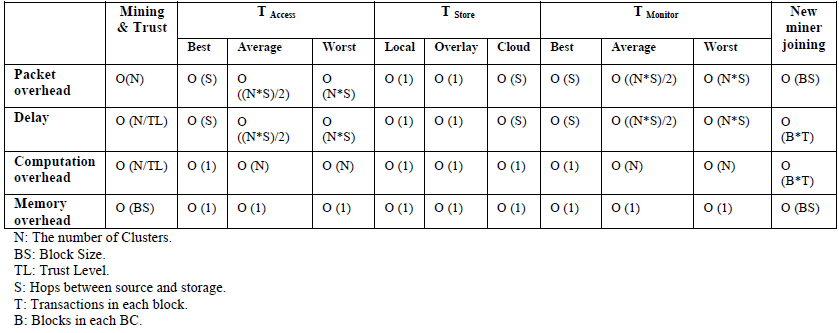 Mining & Trust T Access T Store T Monitor New miner joining
Best Average Worst Local Overlay Cloud Best Average Worst
Packet overhead O(N) O (S) O ((N*S)/2) O (N*S) O (1) O (1) O (S) O (S) O ((N*S)/2) O (N*S) O (BS)
Delay O (N/TL) O (S) O ((N*S)/2) O (N*S) O (1) O (1) O (S) O (S) O ((N*S)/2) O (N*S) O (B*T)
Computation overhead O (N/TL) O (1) O (N) O (N) O (1) O (1) O (1) O (1) O (N) O (N) O (B*T)
Memory overhead O (BS) O (1) O (1) O (1) O (1) O (1) O (1) O (1) O (1) O (1) O (BS)
N: The number of Clusters.
BS: Block Size.
TL: Trust Level.
S: Hops between source and storage.
T: Transactions in each block.
B: Blocks in each BC.